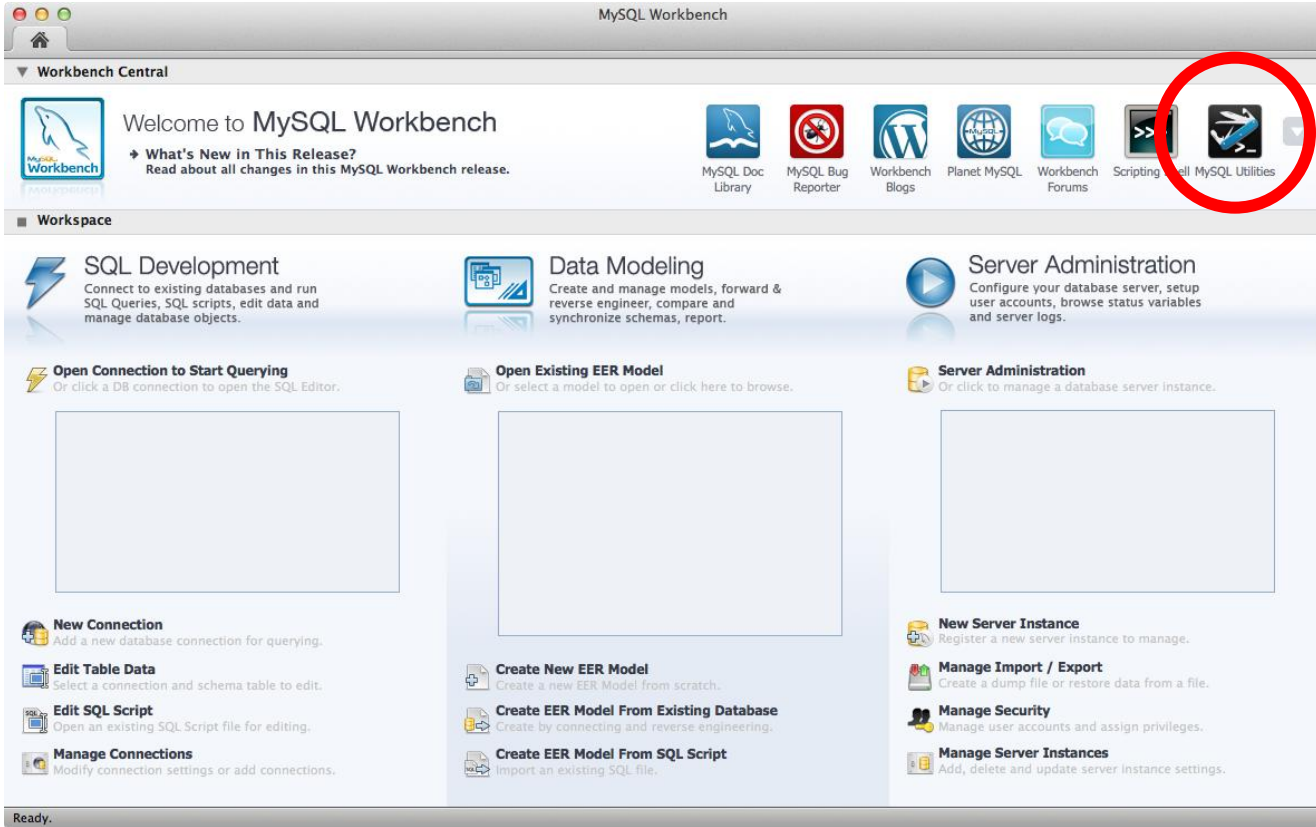 MySQL Workbench
Workbench Central
MySQL
Workbench
Welcome to MySQL Workbench
What's New in This Release?
Read about all changes in this MySQL Workbench release.
MySQL Doc
Library
MySQL Bug
Reporter
Workbench
Blogs
MySQL
Planet MySQL
Workbench
Forums
>>
Scripting
>_
MySQL Utilities
Workspace
SQL Development
Connect to existing databases and run
SQL Queries, SQL scripts, edit data and
manage database objects.
Open Connection to Start Querying
Or click a DB connection to open the SQL Editor.
New Connection
Add a new database connection for querying.
Edit Table Data
Select a connection and schema table to edit.
SQL
Edit SQL Script
Open an existing SQL Script file for editing.
Manage Connections
Modify connection settings or add connections.
Data Modeling
Create and manage models, forward &
reverse engineer, compare and
synchronize schemas, report.
Open Existing EER Model
Or select a model to open or click here to browse.
Create New EER Model
Create a new EER Model from scratch.
Create EER Model From Existing Database
Create by connecting and reverse engineering.
Create EER Model From SQL Script
Import an existing SQL file.
Server Administration
Configure your database server, setup
user accounts, browse status variables
and server logs.
Server Administration
Or click to manage a database server instance.
New Server Instance
Register a new server instance to manage.
Manage Import / Export
Create a dump file or restore data from a file.
Manage Security
Manage user accounts and assign privileges.
Manage Server Instances
Add, delete and update server instance settings.
Ready.